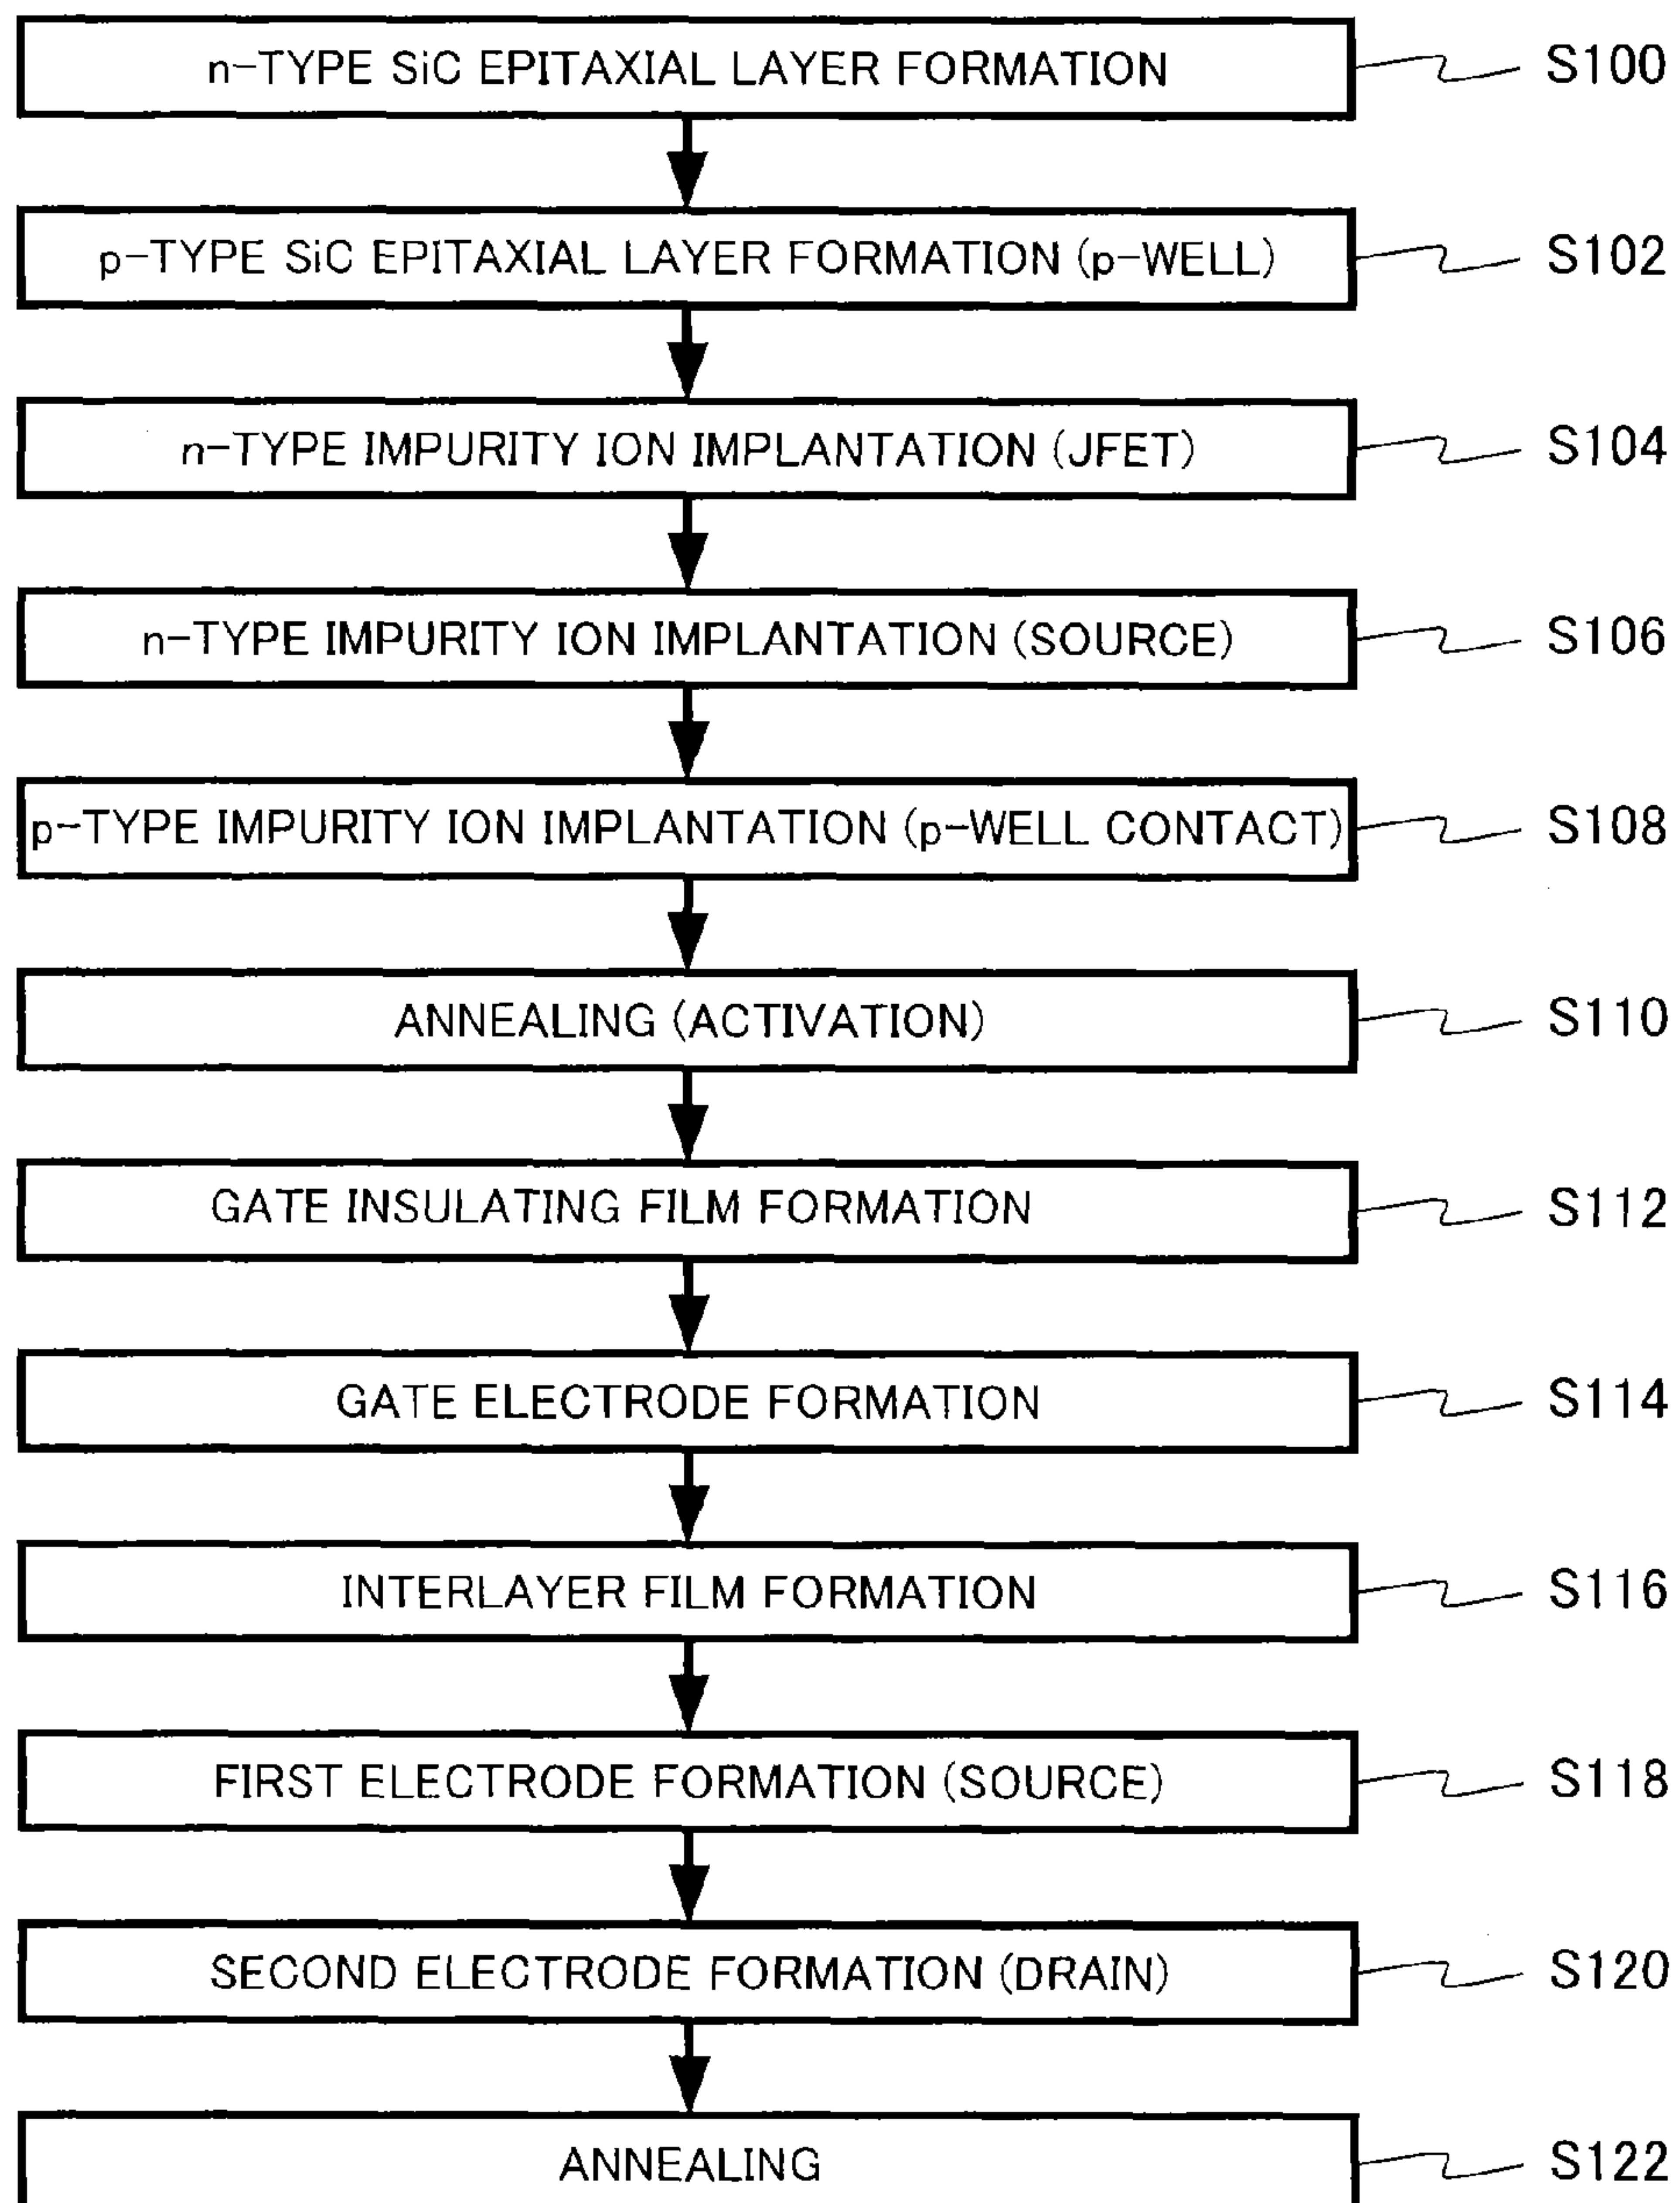 n-TYPE SiC EPITAXIAL LAYER FORMATION S100
p-TYPE SiC EPITAXIAL LAYER FORMATION (p-WELL) S102
n-TYPE IMPURITY ION IMPLANTATION (JFET) S104
n-TYPE IMPURITY ION IMPLANTATION (SOURCE) S106
p-TYPE IMPURITY ION IMPLANTATION (p-WELL CONTACT) S108
ANNEALING (ACTIVATION) S110
GATE INSULATING FILM FORMATION S112
GATE ELECTRODE FORMATION S114
INTERLAYER FILM FORMATION S116
FIRST ELECTRODE FORMATION (SOURCE) S118
SECOND ELECTRODE FORMATION (DRAIN) S120
ANNEALING S122